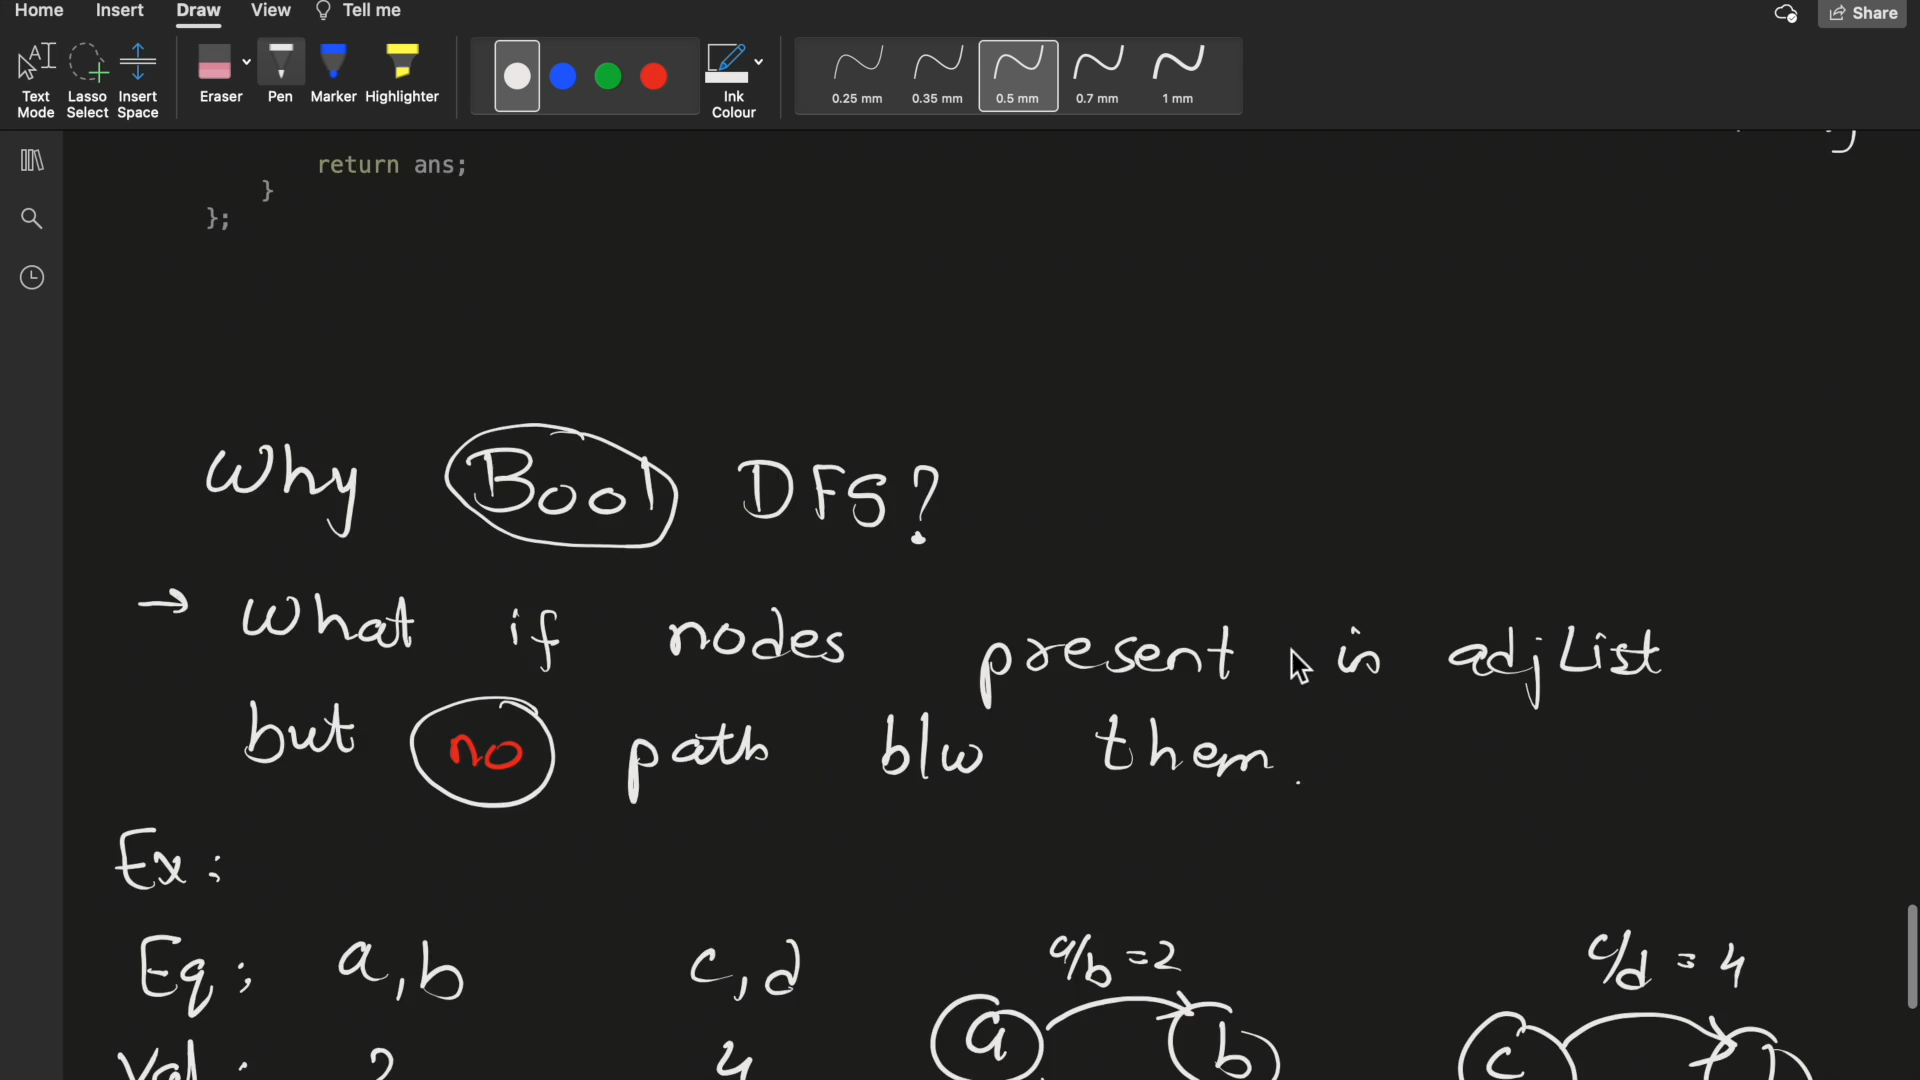 Home Insert Draw View Tell me Share
Text Mode Lasso Select Insert Space Eraser Pen Marker Highlighter Ink Colour 0.25 mm 0.35 mm 0.5 mm 0.7 mm 1 mm
return ans;
}
};
Why Bool DFS?
→ What if nodes present in adjList
but no path b/w them.
Ex:
a/b = 2 c/d = 4
Eq: a,b c,d
a b c
Val: 2 4